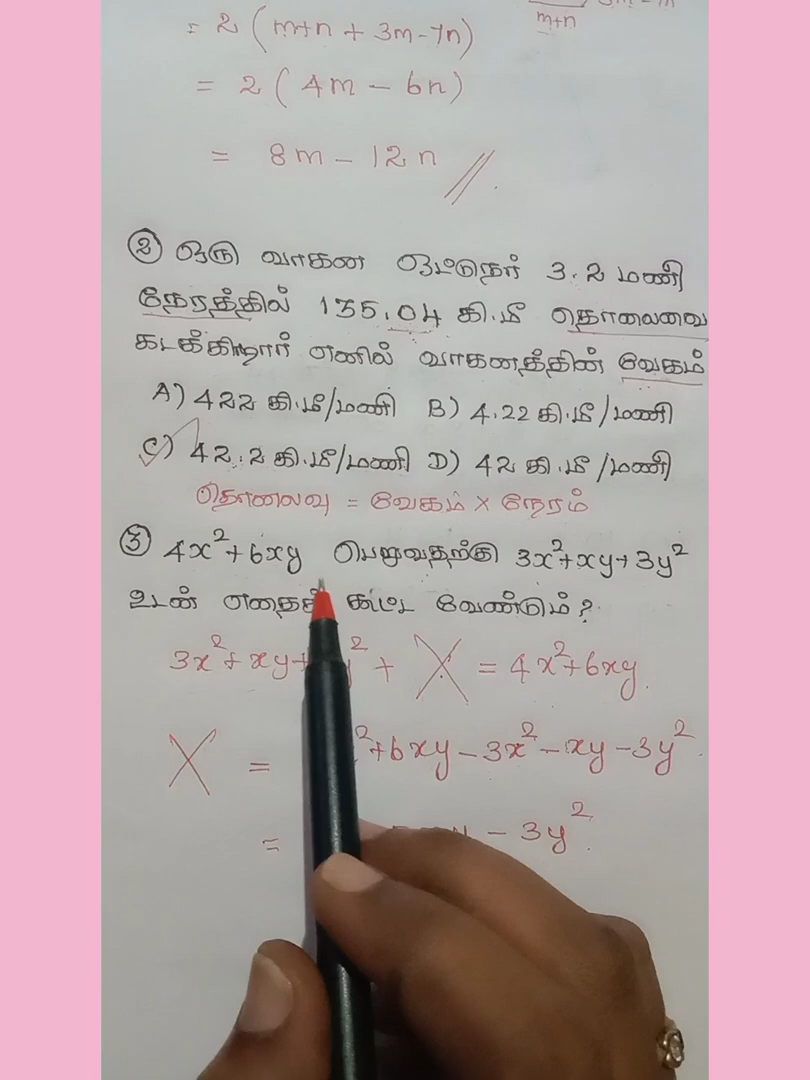 m+n
= 2 ( m+n + 3m - 7n )
= 2 ( 4m - 6n )
= 8m - 12n //.
② ஒரு வாகன ஓட்டுநர் 3.2 மணி
நேரத்தில் 135.04 கி.மீ தொலைவை
கடக்கிறார் எனில் வாகனத்தின் வேகம்
A) 422 கி.மீ/மணி B) 4.22 கி.மீ/மணி
C) 42.2 கி.மீ/மணி D) 42 கி.மீ/மணி
தொலைவு = வேகம் × நேரம்
③ 4x²+6xy பெறுவதற்கு 3x²+xy+3y²
உடன் எதைக் கூட்ட வேண்டும்?
3x²+xy+ y² + X = 4x²+6xy.
X = ²+6xy-3x²-xy-3y².
= - 3y².